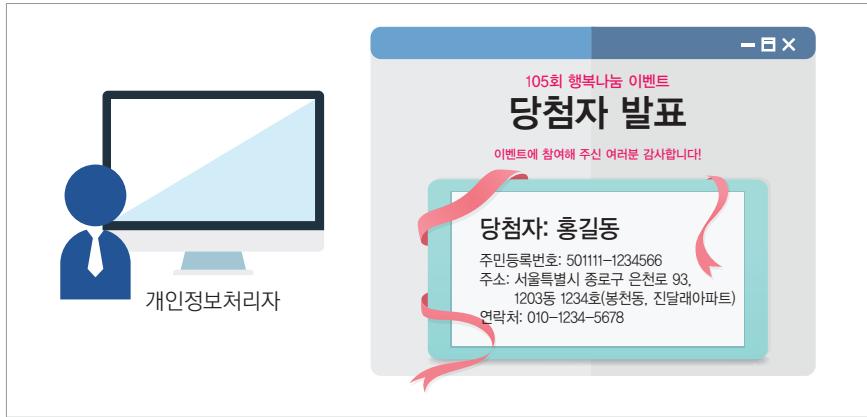 105회 행복나눔 이벤트
당첨자 발표
이벤트에 참여해 주신 여러분 감사합니다!
당첨자: 홍길동
주민등록번호: 501111-1234566
주소: 서울특별시 종로구 은천로 93,
1203동 1234호(봉천동, 진달래아파트)
연락처: 010-1234-5678
개인정보처리자